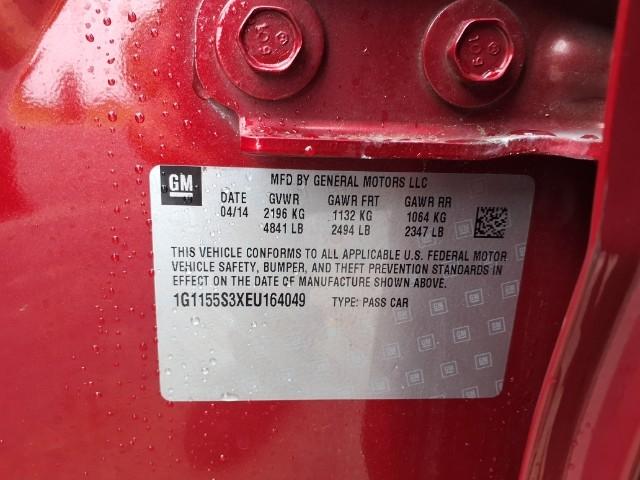 109
109
GM
MFD BY GENERAL MOTORS LLC
DATE GVWR GAWR FRT GAWR RR
04/14 2196 KG 1132 KG 1064 KG
4841 LB 2494 LB 2347 LB
THIS VEHICLE CONFORMS TO ALL APPLICABLE U.S. FEDERAL MOTOR
VEHICLE SAFETY, BUMPER, AND THEFT PREVENTION STANDARDS IN
EFFECT ON THE DATE OF MANUFACTURE SHOWN ABOVE.
1G1155S3XEU164049 TYPE: PASS CAR